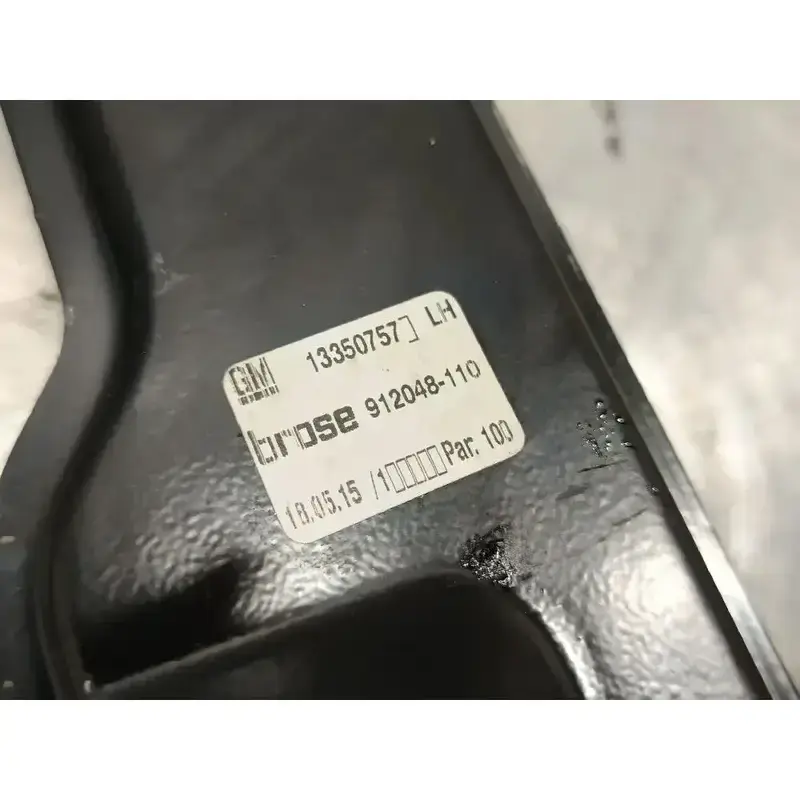 GM 13350757 LH
brose 912048-110
18.05.15 /1▯▯▯▯▯Par. 100